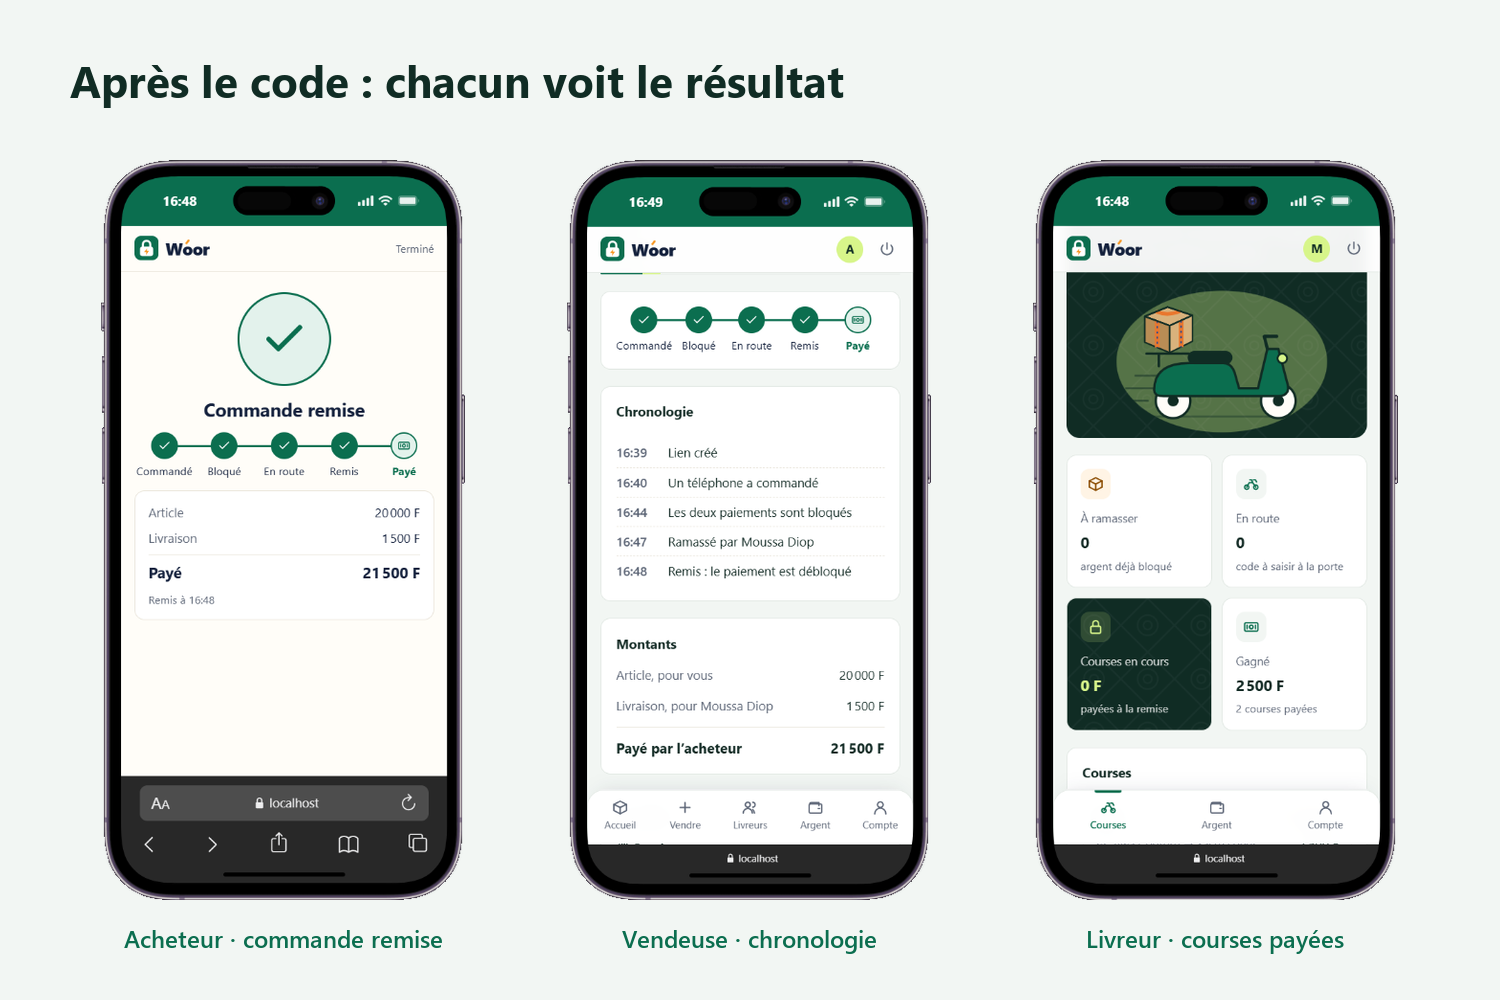 Après le code : chacun voit le résultat
16:48
Wóor
Terminé
Commande remise
Commandé
Bloqué
En route
Remis
Payé
Article 20 000 F
Livraison 1 500 F
Payé 21 500 F
Remis à 16:48
AA localhost
Acheteur · commande remise
16:49
Wóor
A
Commandé
Bloqué
En route
Remis
Payé
Chronologie
16:39 Lien créé
16:40 Un téléphone a commandé
16:44 Les deux paiements sont bloqués
16:47 Ramassé par Moussa Diop
16:48 Remis : le paiement est débloqué
Montants
Article, pour vous 20 000 F
Livraison, pour Moussa Diop 1 500 F
Payé par l’acheteur 21 500 F
Accueil
Vendre
Livreurs
Argent
Compte
localhost
Vendeuse · chronologie
16:48
Wóor
M
À ramasser
0
argent déjà bloqué
En route
0
code à saisir à la porte
Courses en cours
0 F
payées à la remise
Gagné
2 500 F
2 courses payées
Courses
Courses
Argent
Compte
localhost
Livreur · courses payées